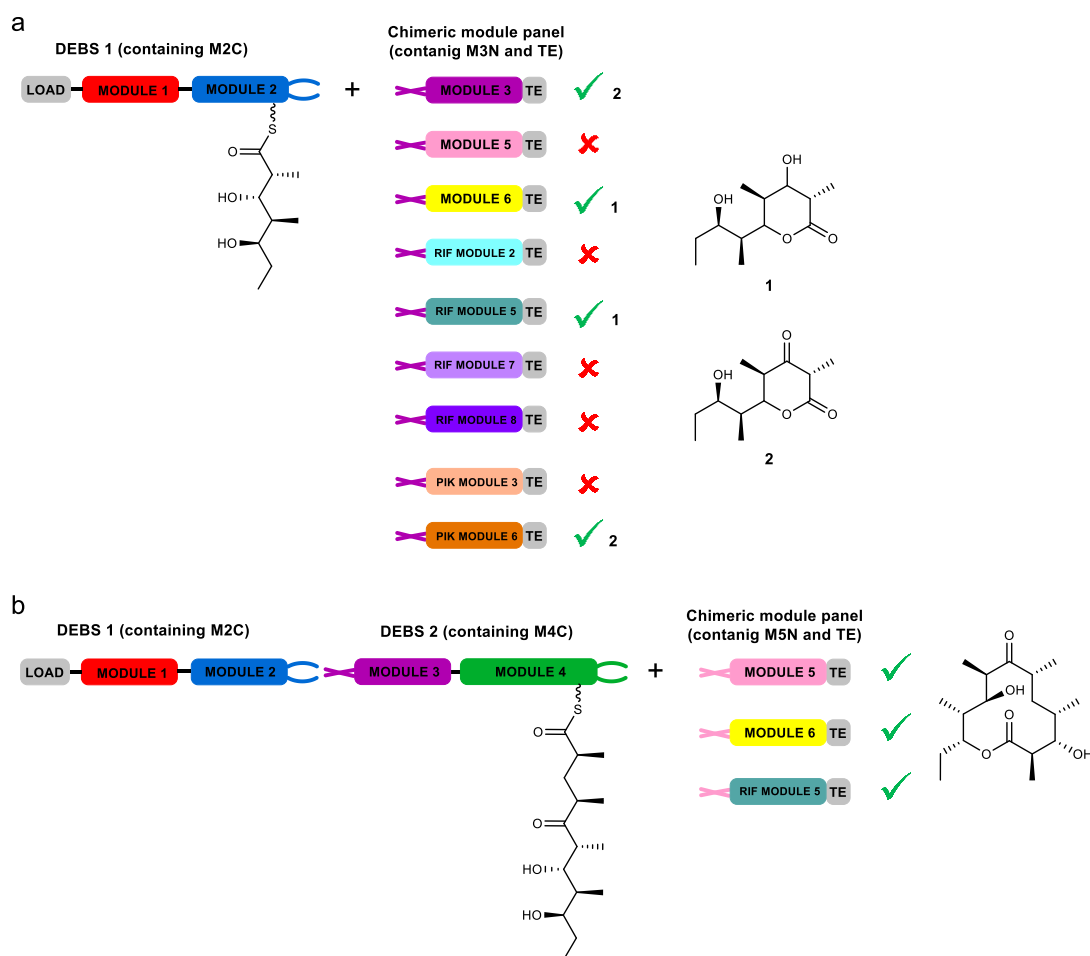 a
DEBS 1 (containing M2C)
Chimeric module panel
(contanig M3N and TE)
LOAD MODULE 1 MODULE 2 + MODULE 3 TE 2
S
O
HO
HO
MODULE 5 TE
MODULE 6 TE 1
RIF MODULE 2 TE
RIF MODULE 5 TE 1
RIF MODULE 7 TE
RIF MODULE 8 TE
PIK MODULE 3 TE
PIK MODULE 6 TE 2
OH
OH
O
O
1
O
OH
O
O
2
b
DEBS 1 (containing M2C)
DEBS 2 (containing M4C)
Chimeric module panel
(contanig M5N and TE)
LOAD MODULE 1 MODULE 2 MODULE 3 MODULE 4 + MODULE 5 TE
S
O
O
HO
HO
MODULE 6 TE
RIF MODULE 5 TE
O
OH
O
O
OH